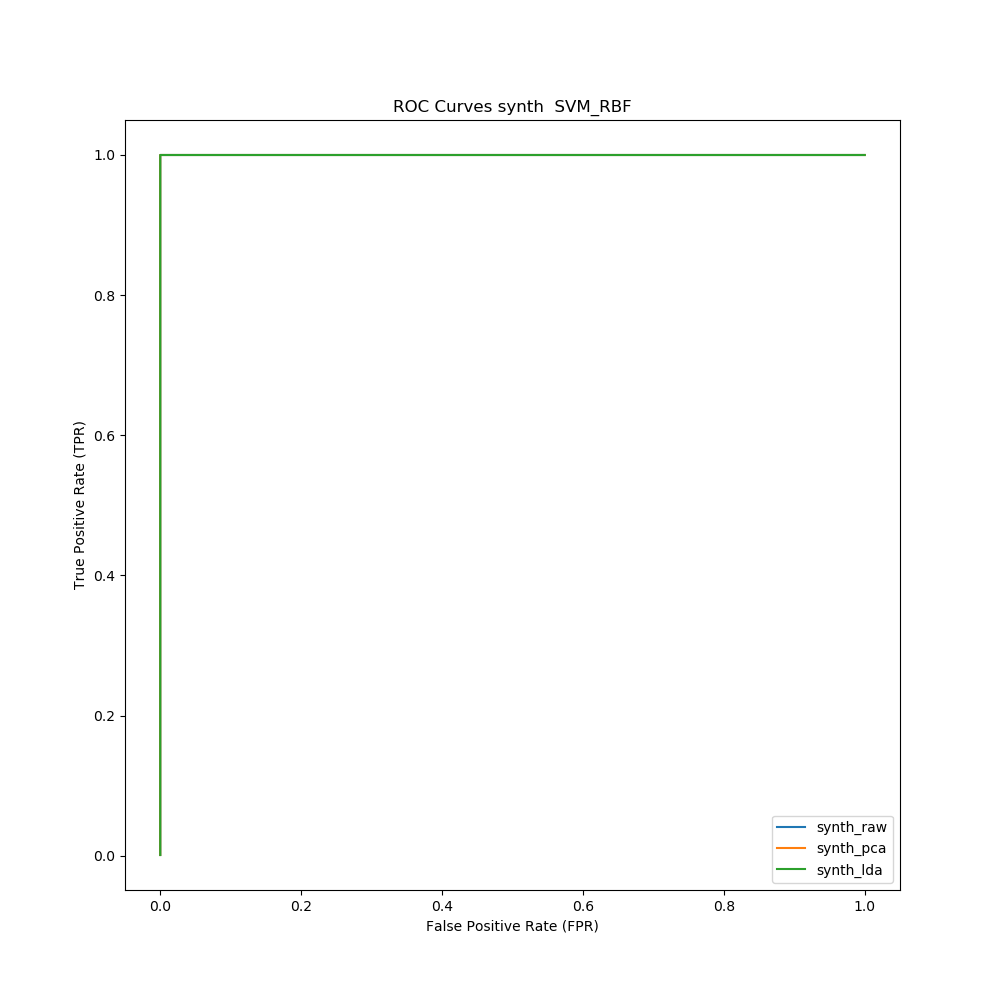 ROC Curves synth  SVM_RBF
True Positive Rate (TPR)
1.0
0.8
0.6
0.4
0.2
0.0
0.0 0.2 0.4 0.6 0.8 1.0
False Positive Rate (FPR)
synth_raw
synth_pca
synth_lda